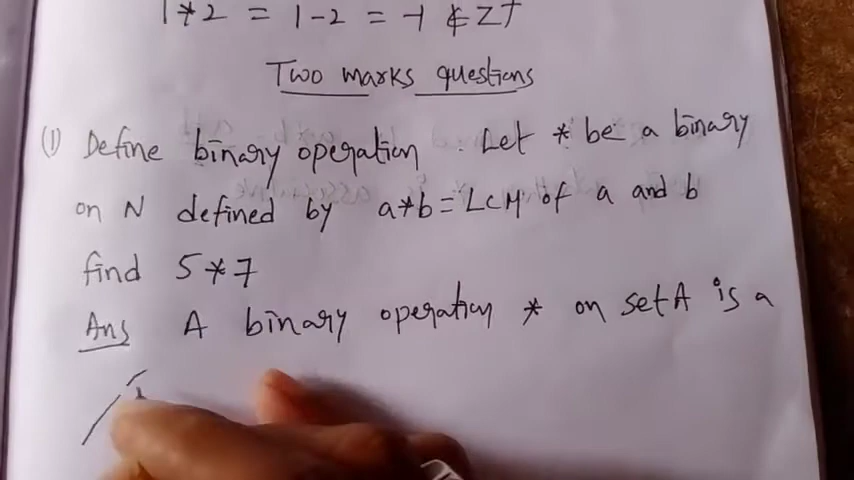 1*2 = 1-2 = -1 ∉ Z+
Two marks questions
(1) Define binary operation. Let * be a binary
on N defined by a*b = LCM of a and b
find 5*7
Ans A binary operation * on set A is a